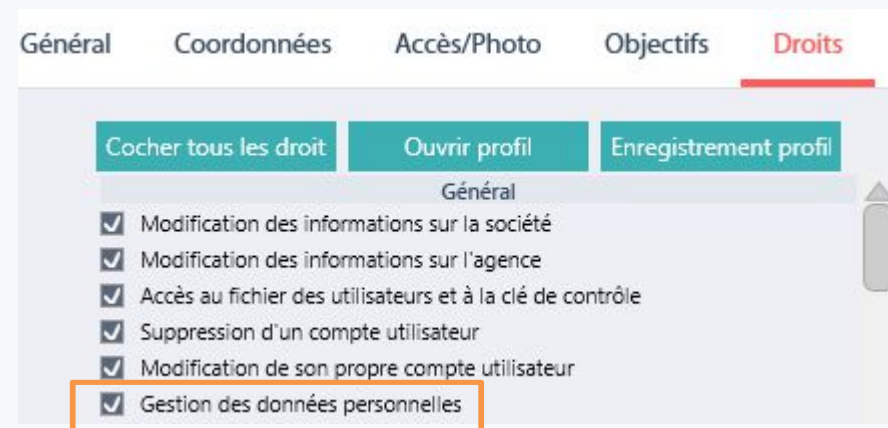 Général Coordonnées Accès/Photo Objectifs Droits
Cocher tous les droit Ouvrir profil Enregistrement profil
Général
Modification des informations sur la société
Modification des informations sur l'agence
Accès au fichier des utilisateurs et à la clé de contrôle
Suppression d'un compte utilisateur
Modification de son propre compte utilisateur
Gestion des données personnelles